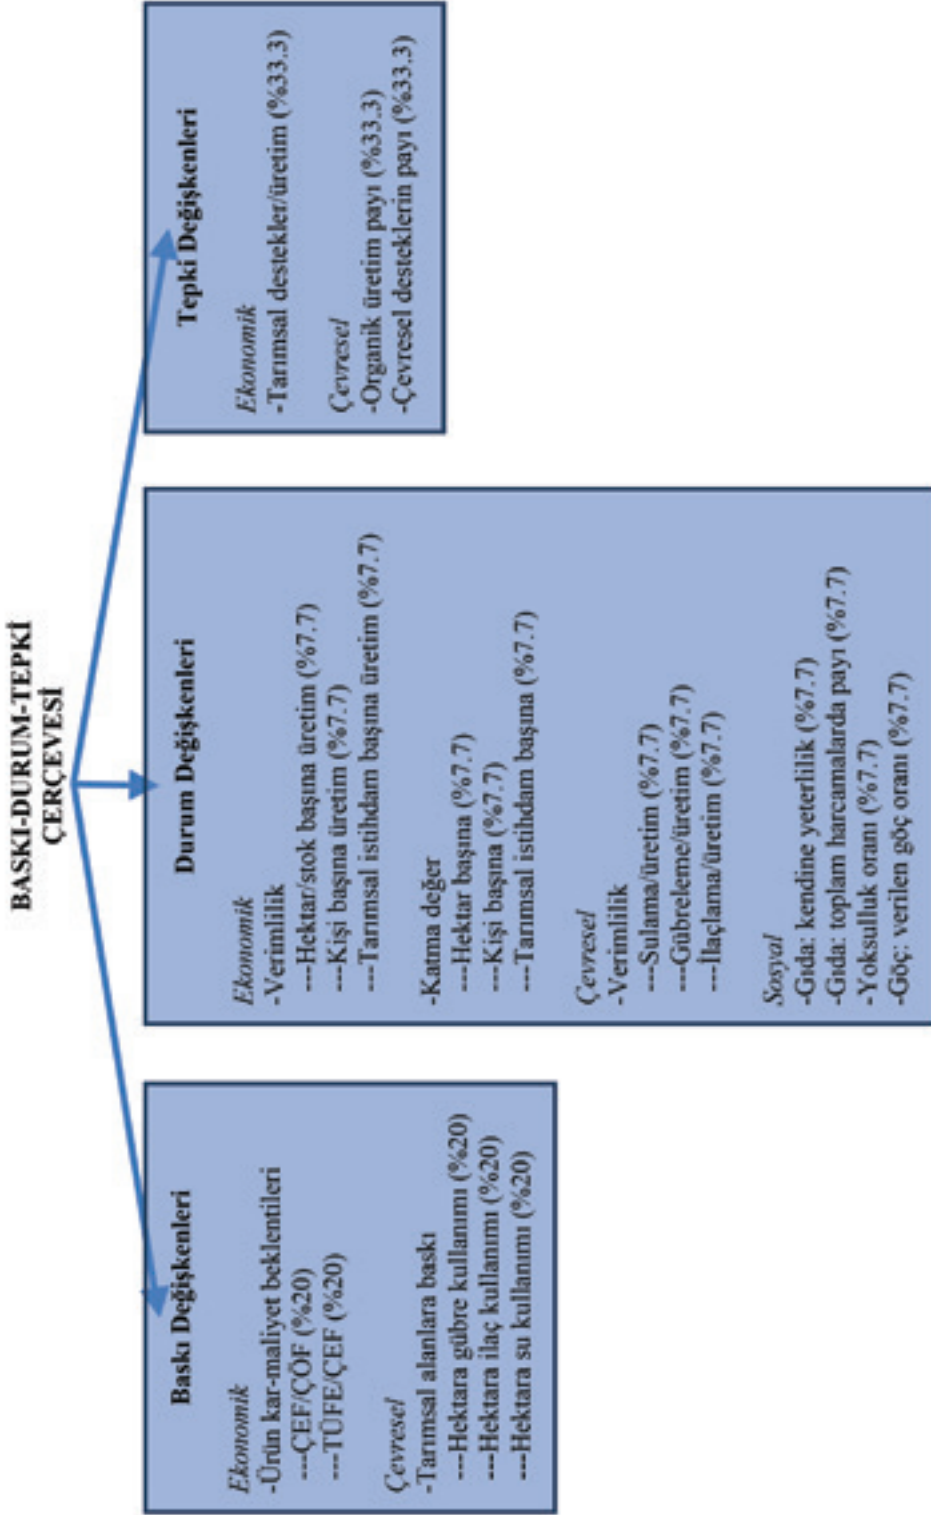 BASKI-DURUM-TEPKİ
ÇERÇEVESİ
Baskı Değişkenleri
Ekonomik
-Ürün kar-maliyet beklentileri
---ÇEF/ÇÖF (%20)
---TÜFE/ÇEF (%20)
Çevresel
-Tarımsal alanlara baskı
---Hektara gübre kullanımı (%20)
---Hektara ilaç kullanımı (%20)
---Hektara su kullanımı (%20)
Durum Değişkenleri
Ekonomik
-Verimlilik
---Hektar/stok başına üretim (%7.7)
---Kişi başına üretim (%7.7)
---Tarımsal istihdam başına üretim (%7.7)
-Katma değer
---Hektar başına (%7.7)
---Kişi başına (%7.7)
---Tarımsal istihdam başına (%7.7)
Çevresel
-Verimlilik
---Sulama/üretim (%7.7)
---Gübreleme/üretim (%7.7)
---İlaçlama/üretim (%7.7)
Sosyal
-Gıda: kendine yeterlilik (%7.7)
-Gıda: toplam harcamalarda payı (%7.7)
-Yoksulluk oranı (%7.7)
-Göç: verilen göç oranı (%7.7)
Tepki Değişkenleri
Ekonomik
-Tarımsal destekler/üretim (%33.3)
Çevresel
-Organik üretim payı (%33.3)
-Çevresel desteklerin payı (%33.3)